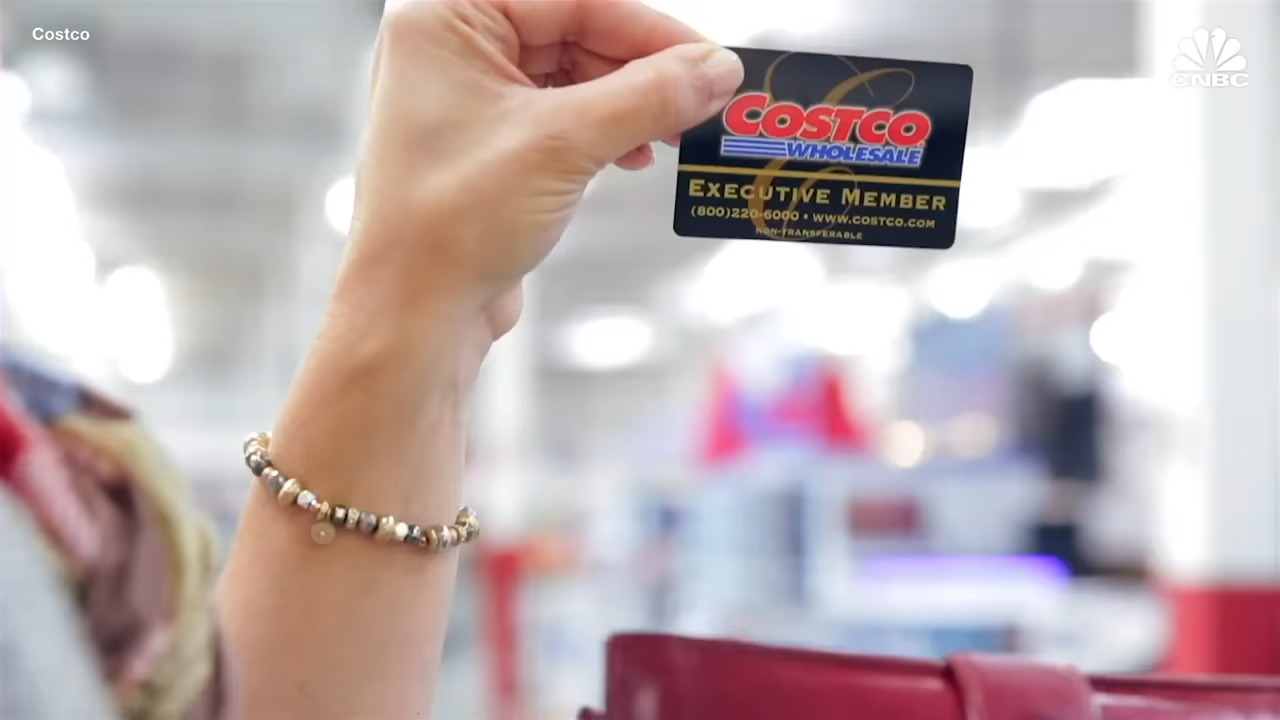 Costco
CNBC
COSTCO
WHOLESALE
EXECUTIVE MEMBER
(800)220-6000 • WWW.COSTCO.COM
NON-TRANSFERABLE